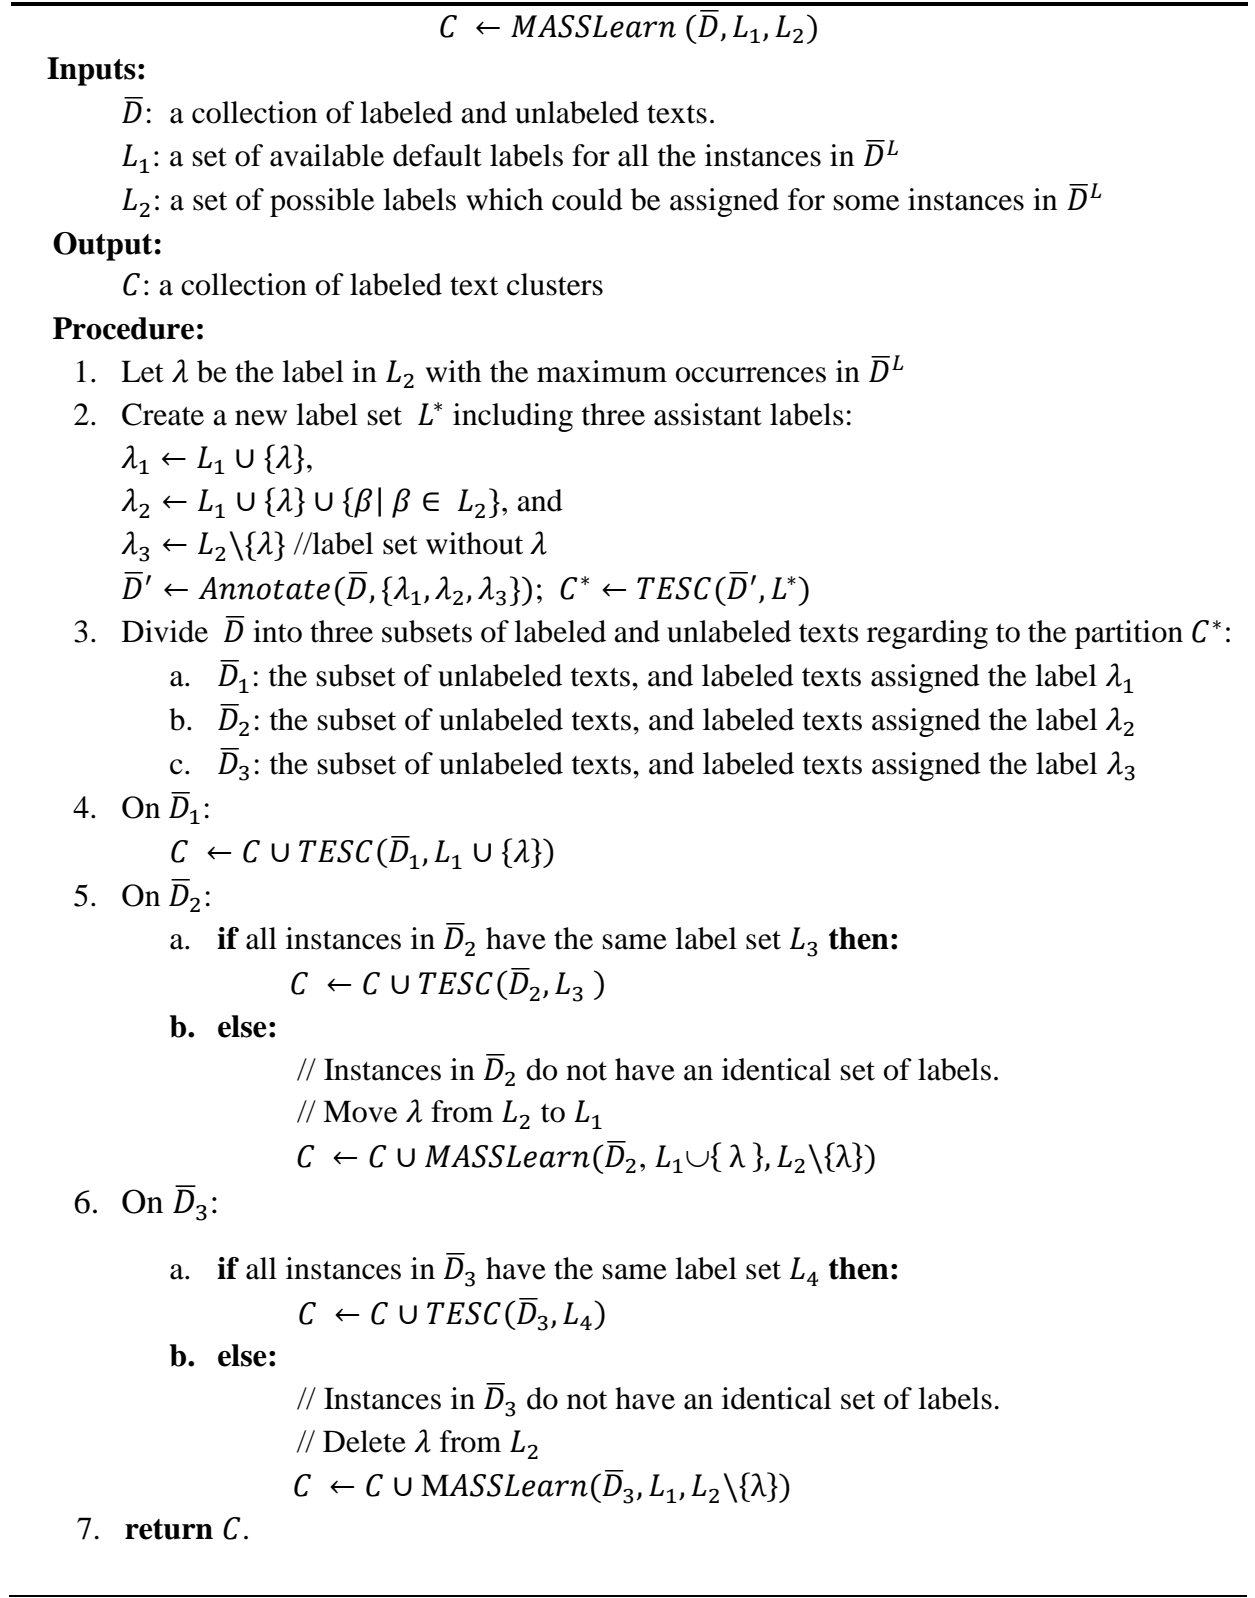 𝐶 ← 𝑀𝐴𝑆𝑆𝐿𝑒𝑎𝑟𝑛 (D̅, 𝐿₁, 𝐿₂)
Inputs:
D̅: a collection of labeled and unlabeled texts.
𝐿₁: a set of available default labels for all the instances in D̅ᴸ
𝐿₂: a set of possible labels which could be assigned for some instances in D̅ᴸ
Output:
𝐶: a collection of labeled text clusters
Procedure:
1. Let λ be the label in 𝐿₂ with the maximum occurrences in D̅ᴸ
2. Create a new label set 𝐿* including three assistant labels:
λ₁ ← 𝐿₁ ∪ {λ},
λ₂ ← 𝐿₁ ∪ {λ} ∪ {β| β ∈ 𝐿₂}, and
λ₃ ← 𝐿₂\{λ} //label set without λ
D̅′ ← 𝐴𝑛𝑛𝑜𝑡𝑎𝑡𝑒(D̅, {λ₁, λ₂, λ₃}); 𝐶* ← 𝑇𝐸𝑆𝐶(D̅′, 𝐿*)
3. Divide D̅ into three subsets of labeled and unlabeled texts regarding to the partition 𝐶*:
a. D̅₁: the subset of unlabeled texts, and labeled texts assigned the label λ₁
b. D̅₂: the subset of unlabeled texts, and labeled texts assigned the label λ₂
c. D̅₃: the subset of unlabeled texts, and labeled texts assigned the label λ₃
4. On D̅₁:
𝐶 ← 𝐶 ∪ 𝑇𝐸𝑆𝐶(D̅₁, 𝐿₁ ∪ {λ})
5. On D̅₂:
a. if all instances in D̅₂ have the same label set 𝐿₃ then:
𝐶 ← 𝐶 ∪ 𝑇𝐸𝑆𝐶(D̅₂, 𝐿₃ )
b. else:
// Instances in D̅₂ do not have an identical set of labels.
// Move λ from 𝐿₂ to 𝐿₁
𝐶 ← 𝐶 ∪ 𝑀𝐴𝑆𝑆𝐿𝑒𝑎𝑟𝑛(D̅₂, 𝐿₁∪{ λ }, 𝐿₂\{λ})
6. On D̅₃:
a. if all instances in D̅₃ have the same label set 𝐿₄ then:
𝐶 ← 𝐶 ∪ 𝑇𝐸𝑆𝐶(D̅₃, 𝐿₄)
b. else:
// Instances in D̅₃ do not have an identical set of labels.
// Delete λ from 𝐿₂
𝐶 ← 𝐶 ∪ M𝐴𝑆𝑆𝐿𝑒𝑎𝑟𝑛(D̅₃, 𝐿₁, 𝐿₂\{λ})
7. return 𝐶.